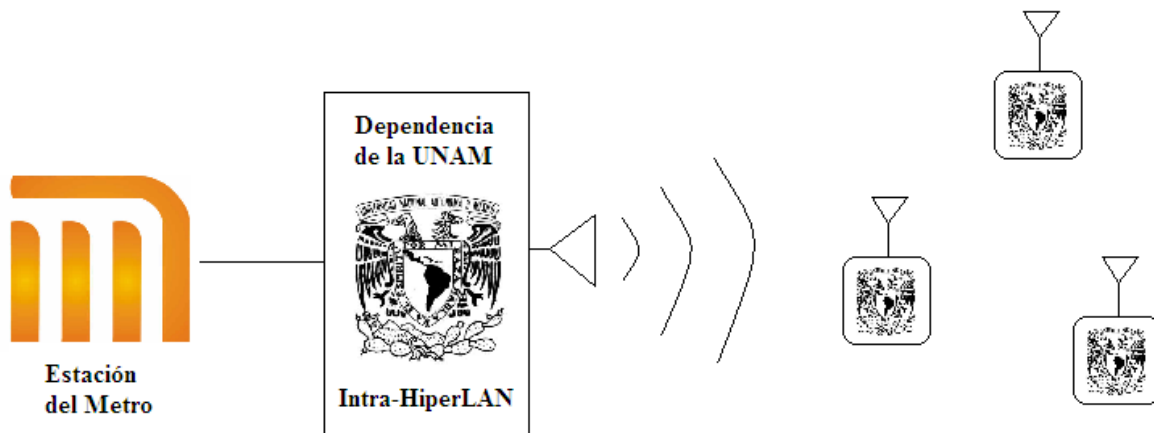 Estación
del Metro
Dependencia
de la UNAM
Intra-HiperLAN